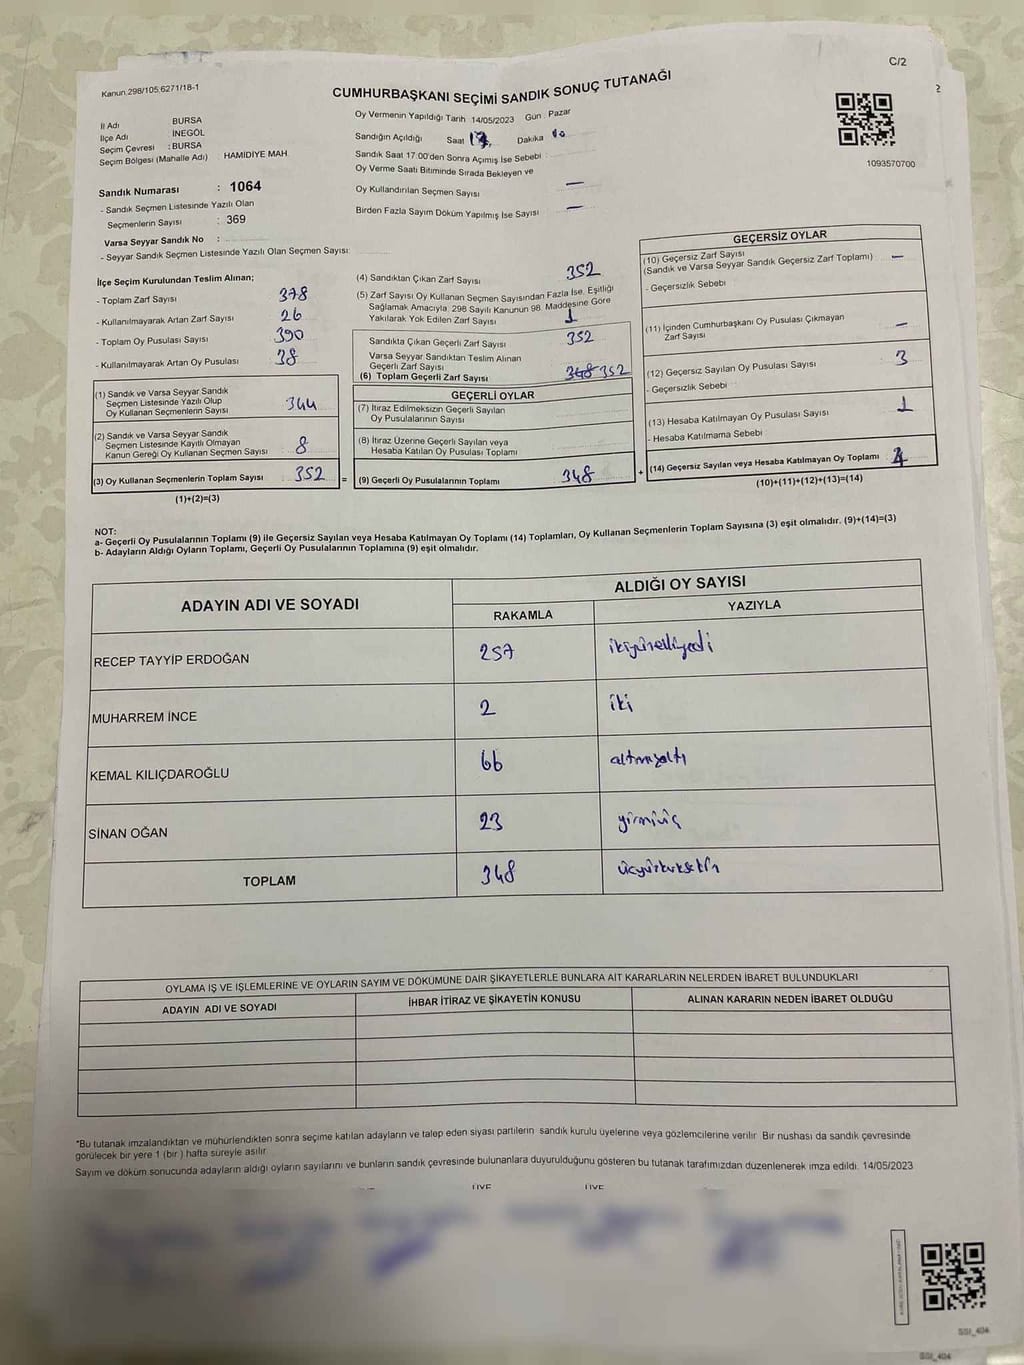 C/2
2
Kanun.298/105.6271/18-1
CUMHURBAŞKANI SEÇİMİ SANDIK SONUÇ TUTANAĞI
İl Adı BURSA
İlçe Adı İNEGÖL
Seçim Çevresi : BURSA
Seçim Bölgesi (Mahalle Adı) HAMİDİYE MAH.
Oy Vermenin Yapıldığı Tarih 14/05/2023 Gün : Pazar
Sandığın Açıldığı Saat 17, Dakika 10
Sandık Saat 17:00'den Sonra Açımış İse Sebebi :
Oy Verme Saati Bitiminde Sırada Bekleyen ve
Oy Kullandırılan Seçmen Sayısı —
Birden Fazla Sayım Döküm Yapılmış İse Sayısı —
1093570700
Sandık Numarası : 1064
- Sandık Seçmen Listesinde Yazılı Olan
Seçmenlerin Sayısı : 369
Varsa Seyyar Sandık No :
- Seyyar Sandık Seçmen Listesinde Yazılı Olan Seçmen Sayısı:
İlçe Seçim Kurulundan Teslim Alınan;
- Toplam Zarf Sayısı 378
- Kullanılmayarak Artan Zarf Sayısı 26
- Toplam Oy Pusulası Sayısı 390
- Kullanılmayarak Artan Oy Pusulası 38
(1) Sandık ve Varsa Seyyar Sandık
Seçmen Listesinde Yazılı Olup
Oy Kullanan Seçmenlerin Sayısı 344
(2) Sandık ve Varsa Seyyar Sandık
Seçmen Listesinde Kayıtlı Olmayan
Kanun Gereği Oy Kullanan Seçmen Sayısı 8
(3) Oy Kullanan Seçmenlerin Toplam Sayısı 352 =
(1)+(2)=(3)
(4) Sandıktan Çıkan Zarf Sayısı 352
(5) Zarf Sayısı Oy Kullanan Seçmen Sayısından Fazla İse, Eşitliği
Sağlamak Amacıyla, 298 Sayılı Kanunun 98. Maddesine Göre
Yakılarak Yok Edilen Zarf Sayısı 1
Sandıkta Çıkan Geçerli Zarf Sayısı 352
Varsa Seyyar Sandıktan Teslim Alınan
Geçerli Zarf Sayısı
(6) Toplam Geçerli Zarf Sayısı 348 352
GEÇERLİ OYLAR
(7) İtiraz Edilmeksizin Geçerli Sayılan
Oy Pusulalarının Sayısı
(8) İtiraz Üzerine Geçerli Sayılan veya
Hesaba Katılan Oy Pusulası Toplamı
(9) Geçerli Oy Pusulalarının Toplamı 348 +
GEÇERSİZ OYLAR
(10) Geçersiz Zarf Sayısı
(Sandık ve Varsa Seyyar Sandık Geçersiz Zarf Toplamı) —
- Geçersizlik Sebebi
(11) İçinden Cumhurbaşkanı Oy Pusulası Çıkmayan
Zarf Sayısı —
(12) Geçersiz Sayılan Oy Pusulası Sayısı 3
- Geçersizlik Sebebi
(13) Hesaba Katılmayan Oy Pusulası Sayısı 1
- Hesaba Katılmama Sebebi
(14) Geçersiz Sayılan veya Hesaba Katılmayan Oy Toplamı 4
(10)+(11)+(12)+(13)=(14)
NOT:
a- Geçerli Oy Pusulalarının Toplamı (9) ile Geçersiz Sayılan veya Hesaba Katılmayan Oy Toplamı (14) Toplamları, Oy Kullanan Seçmenlerin Toplam Sayısına (3) eşit olmalıdır. (9)+(14)=(3)
b- Adayların Aldığı Oyların Toplamı, Geçerli Oy Pusulalarının Toplamına (9) eşit olmalıdır.
ADAYIN ADI VE SOYADI
ALDIĞI OY SAYISI
RAKAMLA YAZIYLA
RECEP TAYYİP ERDOĞAN 257 ikiyüzelliyedi
MUHARREM İNCE 2 iki
KEMAL KILIÇDAROĞLU 66 altmışaltı
SİNAN OĞAN 23 yirmiüç
TOPLAM 348 üçyüzkırksekiz
OYLAMA İŞ VE İŞLEMLERİNE VE OYLARIN SAYIM VE DÖKÜMÜNE DAİR ŞİKAYETLERLE BUNLARA AİT KARARLARIN NELERDEN İBARET BULUNDUKLARI
ADAYIN ADI VE SOYADI İHBAR İTİRAZ VE ŞİKAYETİN KONUSU ALINAN KARARIN NEDEN İBARET OLDUĞU
*Bu tutanak imzalandıktan ve mühürlendikten sonra seçime katılan adayların ve talep eden siyasi partilerin sandık kurulu üyelerine veya gözlemcilerine verilir. Bir nüshası da sandık çevresinde
görülecek bir yere 1 (bir ) hafta süreyle asılır.
Sayım ve döküm sonucunda adayların aldığı oyların sayılarını ve bunların sandık çevresinde bulunanlara duyurulduğunu gösteren bu tutanak tarafımızdan düzenlenerek imza edildi. 14/05/2023
ÜYE ÜYE
SSI_404
SSI_404